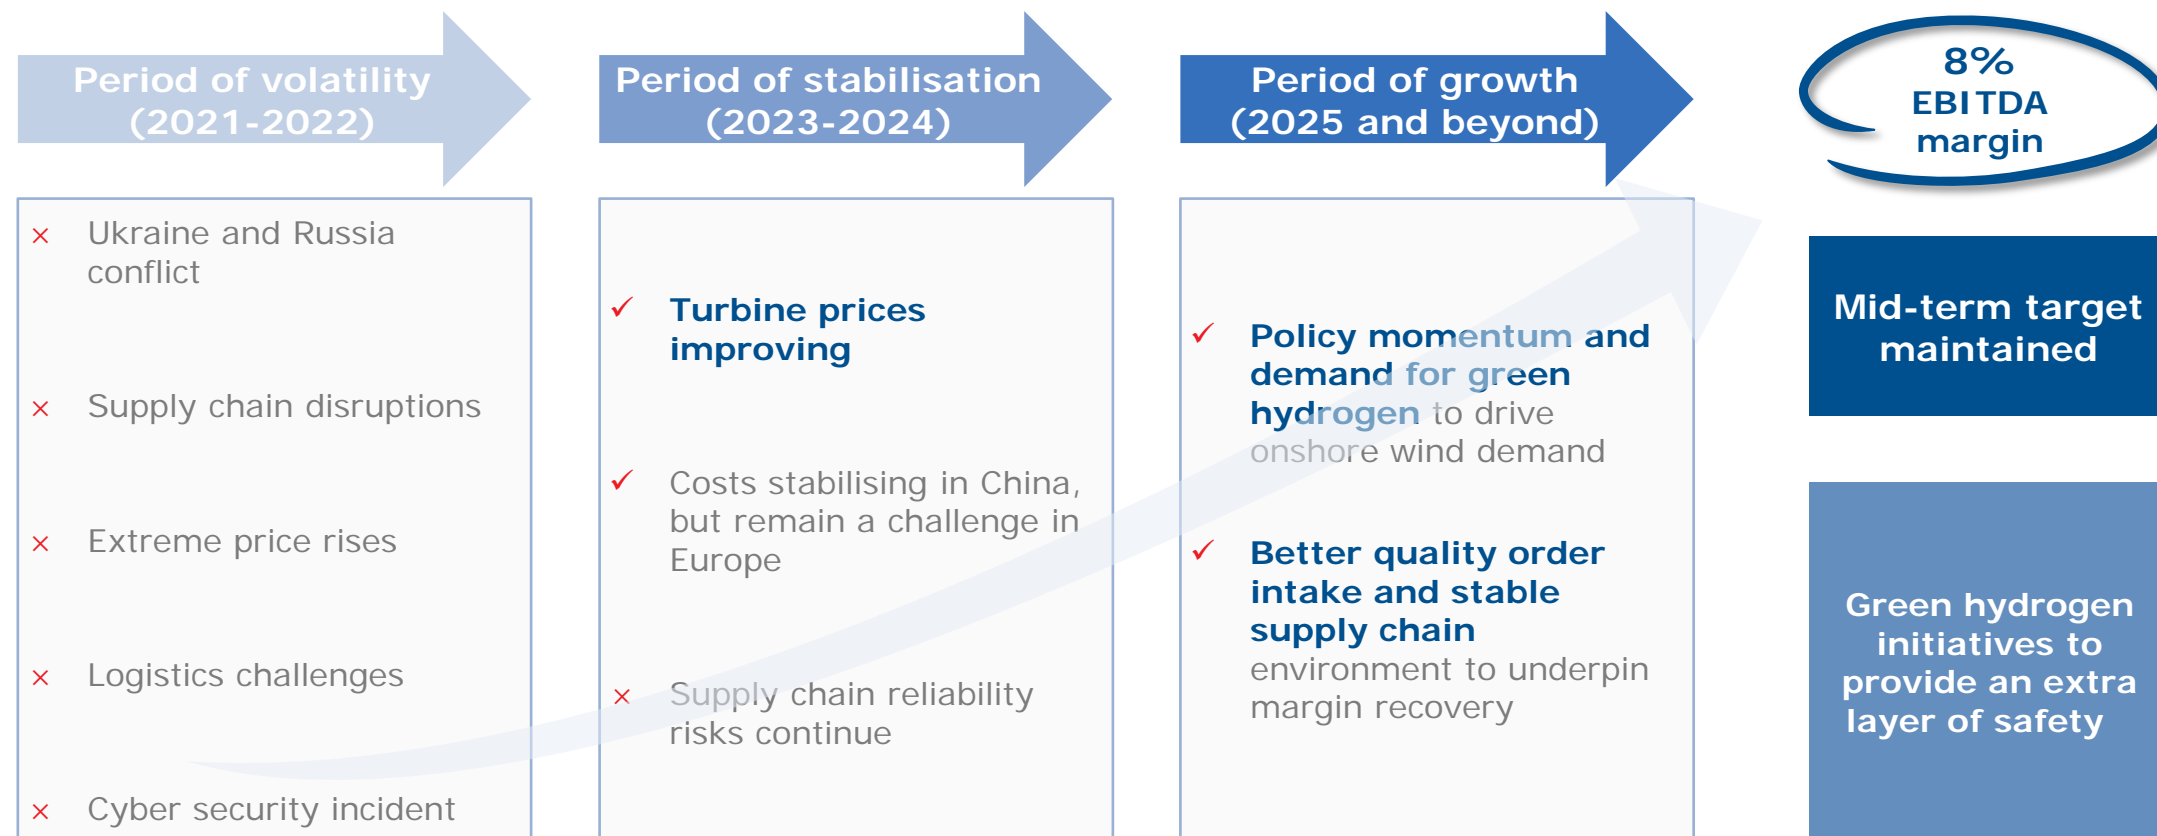 Period of volatility
(2021-2022)
× Ukraine and Russia
conflict
× Supply chain disruptions
× Extreme price rises
× Logistics challenges
× Cyber security incident
Period of stabilisation
(2023-2024)
✓ Turbine prices
improving
✓ Costs stabilising in China,
but remain a challenge in
Europe
× Supply chain reliability
risks continue
Period of growth
(2025 and beyond)
✓ Policy momentum and
demand for green
hydrogen to drive
onshore wind demand
✓ Better quality order
intake and stable
supply chain
environment to underpin
margin recovery
8%
EBITDA
margin
Mid-term target
maintained
Green hydrogen
initiatives to
provide an extra
layer of safety